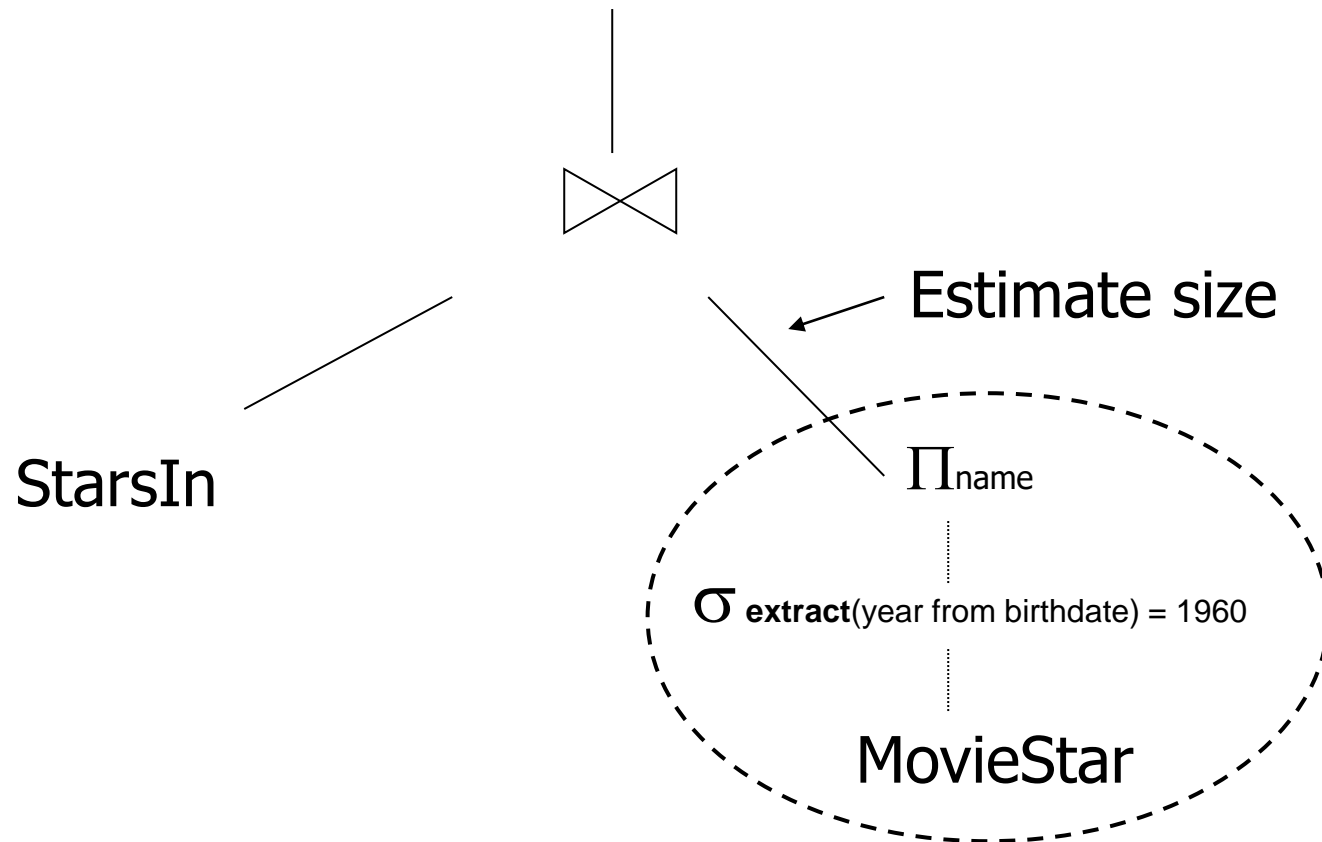 Estimate size
StarsIn
Πname
σ extract(year from birthdate) = 1960
MovieStar